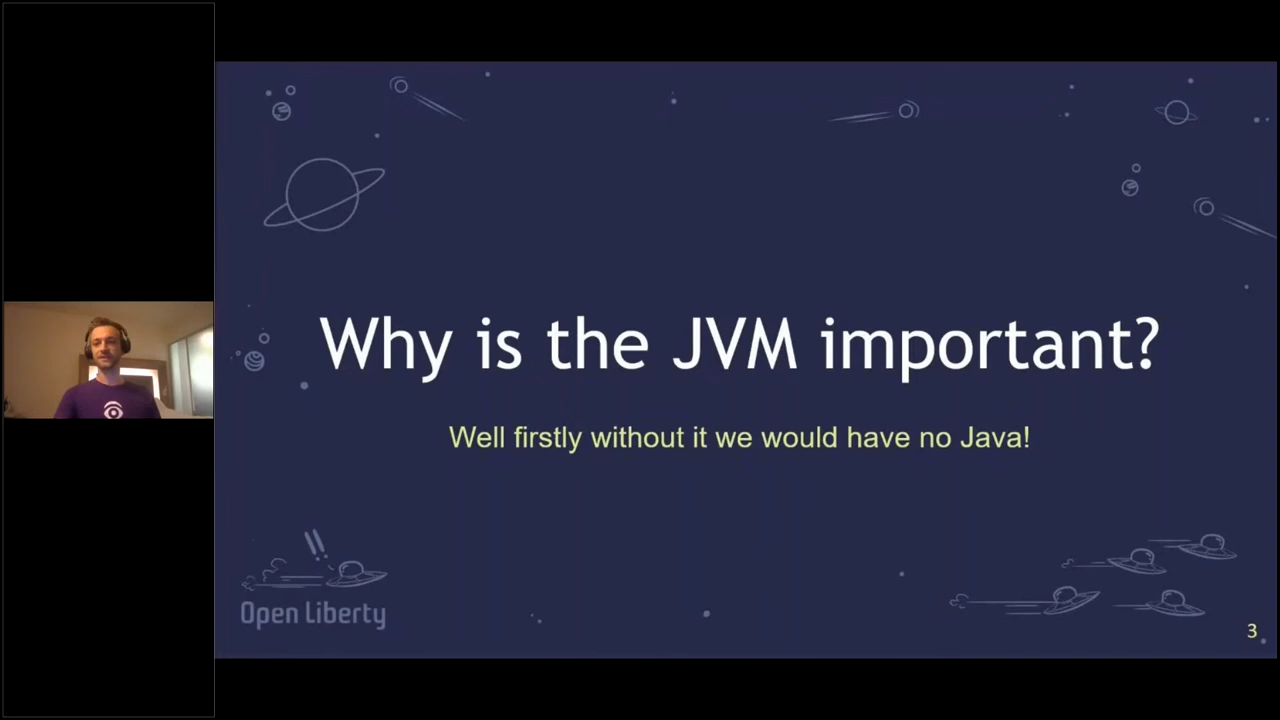 Why is the JVM important?
Well firstly without it we would have no Java!
Open Liberty
3